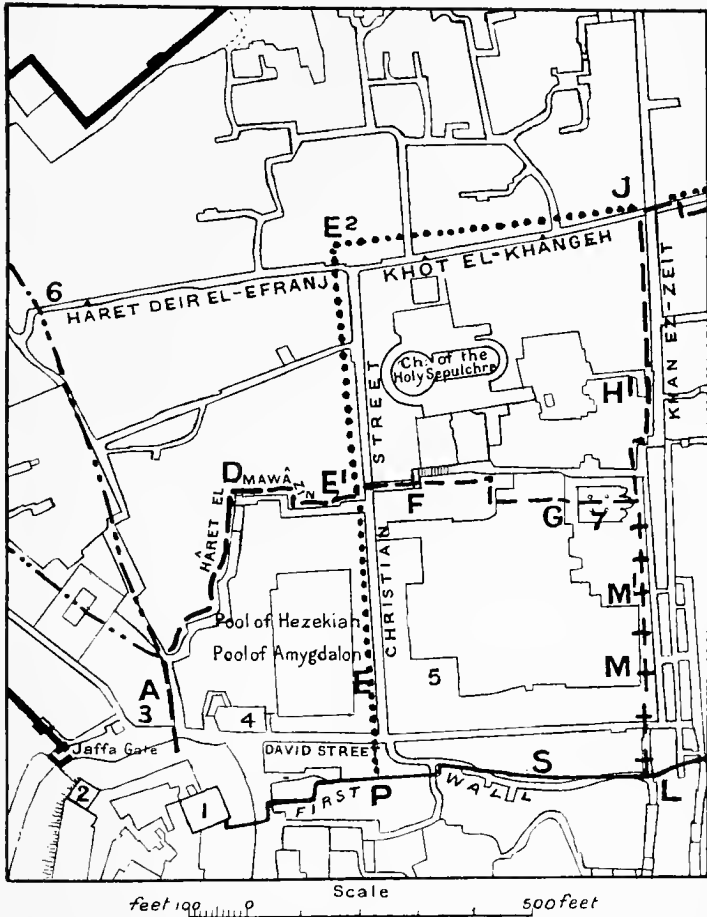 J
E²
6
KHÔT EL-KHÂNGEH
HÂRET DEIR EL-EFRANJ
KHAN EZ-ZEIT
Ch. of the
Holy Sepulchre
STREET
H
D
MAWÂZIN
E¹
F
G
7
HÂRET EL
CHRISTIAN
M'
Pool of Hezekiah
Pool of Amygdalon
A
3
E
5
M
4
Jaffa Gate
DAVID STREET
S
2
1
FIRST WALL
P
L
Scale
feet 100 0 500 feet